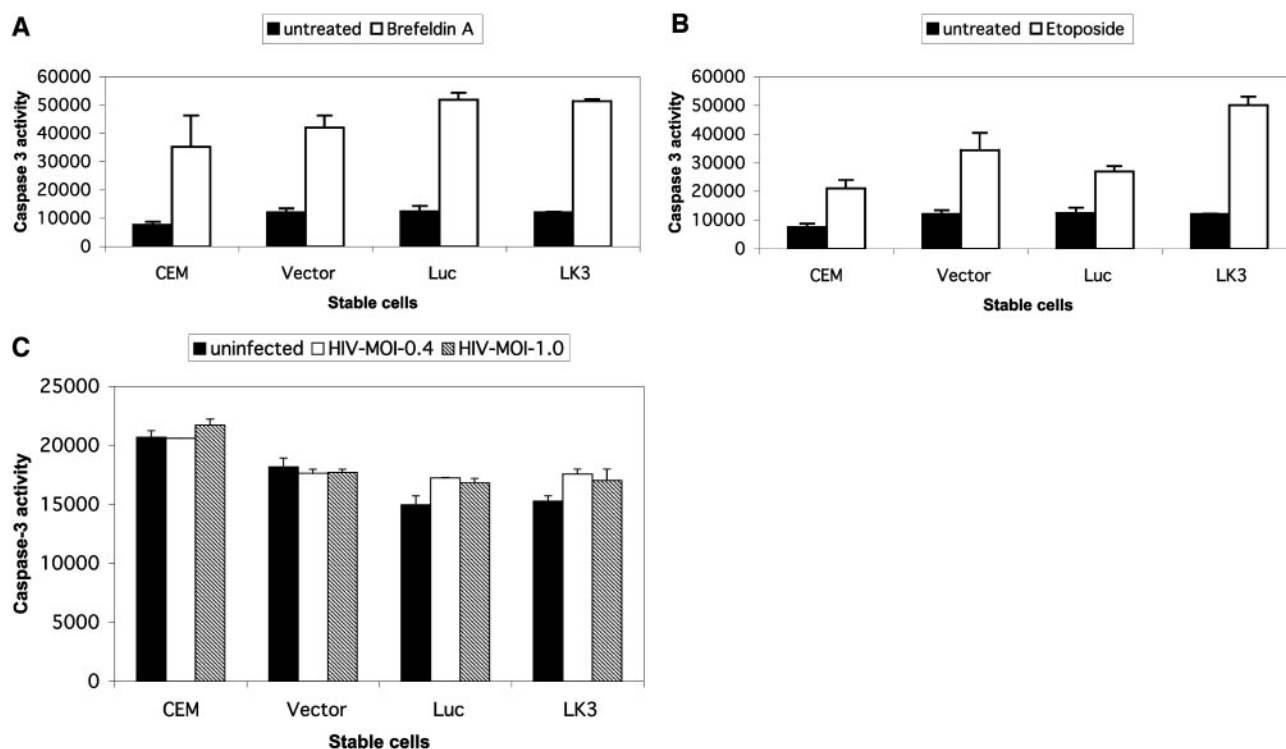 A
untreated Brefeldin A
Caspase 3 activity
60000
50000
40000
30000
20000
10000
0
CEM Vector Luc LK3
Stable cells
B
untreated Etoposide
Caspase 3 activity
60000
50000
40000
30000
20000
10000
0
CEM Vector Luc LK3
Stable cells
C
uninfected HIV-MOI-0.4 HIV-MOI-1.0
Caspase-3 activity
25000
20000
15000
10000
5000
0
CEM Vector Luc LK3
Stable cells